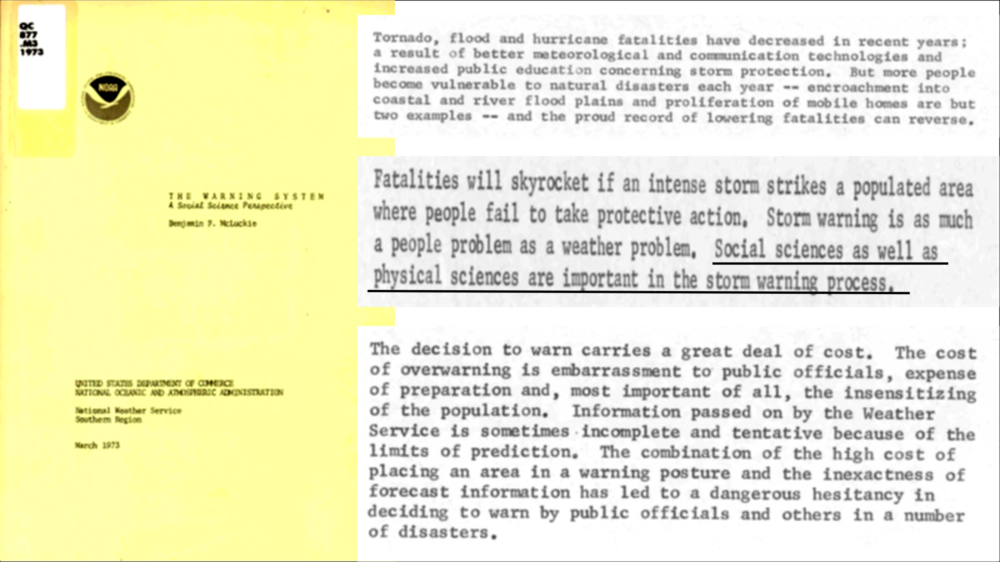 QC
877
.M3
1973
NOAA
THE WARNING SYSTEM
A Social Science Perspective
Benjamin F. McLuckie
UNITED STATES DEPARTMENT OF COMMERCE
NATIONAL OCEANIC AND ATMOSPHERIC ADMINISTRATION
National Weather Service
Southern Region
March 1973
Tornado, flood and hurricane fatalities have decreased in recent years;
a result of better meteorological and communication technologies and
increased public education concerning storm protection.  But more people
become vulnerable to natural disasters each year -- encroachment into
coastal and river flood plains and proliferation of mobile homes are but
two examples -- and the proud record of lowering fatalities can reverse.
Fatalities will skyrocket if an intense storm strikes a populated area
where people fail to take protective action.  Storm warning is as much
a people problem as a weather problem.  Social sciences as well as
physical sciences are important in the storm warning process.
The decision to warn carries a great deal of cost.  The cost
of overwarning is embarrassment to public officials, expense
of preparation and, most important of all, the insensitizing
of the population.  Information passed on by the Weather
Service is sometimes incomplete and tentative because of the
limits of prediction.  The combination of the high cost of
placing an area in a warning posture and the inexactness of
forecast information has led to a dangerous hesitancy in
deciding to warn by public officials and others in a number
of disasters.